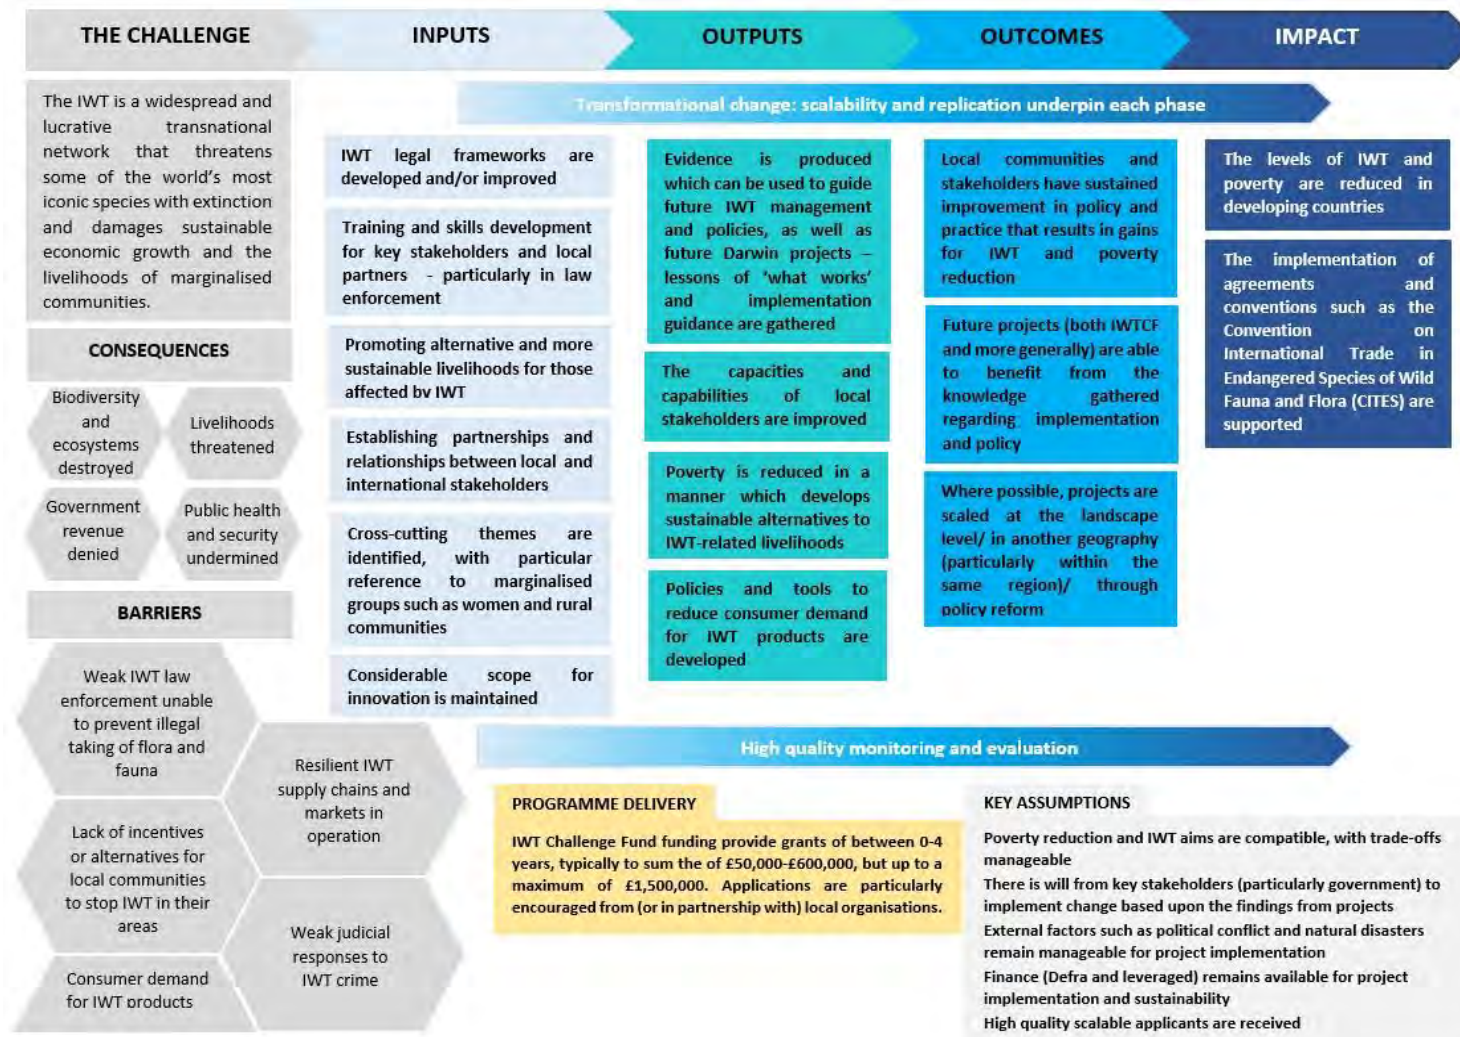 THE CHALLENGE
INPUTS
OUTPUTS
OUTCOMES
IMPACT
Transformational change: scalability and replication underpin each phase
The IWT is a widespread and
lucrative transnational
network that threatens
some of the world's most
iconic species with extinction
and damages sustainable
economic growth and the
livelihoods of marginalised
communities.
CONSEQUENCES
Biodiversity
and
ecosystems
destroyed
Livelihoods
threatened
Government
revenue
denied
Public health
and security
undermined
BARRIERS
Weak IWT law
enforcement unable
to prevent illegal
taking of flora and
fauna
Resilient IWT
supply chains and
markets in
operation
Lack of incentives
or alternatives for
local communities
to stop IWT in their
areas
Weak judicial
responses to
IWT crime
Consumer demand
for IWT products
IWT legal frameworks are
developed and/or improved
Training and skills development
for key stakeholders and local
partners - particularly in law
enforcement
Promoting alternative and more
sustainable livelihoods for those
affected by IWT
Establishing partnerships and
relationships between local and
international stakeholders
Cross-cutting themes are
identified, with particular
reference to marginalised
groups such as women and rural
communities
Considerable scope for
innovation is maintained
Evidence is produced
which can be used to guide
future IWT management
and policies, as well as
future Darwin projects –
lessons of 'what works'
and implementation
guidance are gathered
The capacities and
capabilities of local
stakeholders are improved
Poverty is reduced in a
manner which develops
sustainable alternatives to
IWT-related livelihoods
Policies and tools to
reduce consumer demand
for IWT products are
developed
Local communities and
stakeholders have sustained
improvement in policy and
practice that results in gains
for IWT and poverty
reduction
Future projects (both IWTCF
and more generally) are able
to benefit from the
knowledge gathered
regarding implementation
and policy
Where possible, projects are
scaled at the landscape
level/ in another geography
(particularly within the
same region)/ through
policy reform
The levels of IWT and
poverty are reduced in
developing countries
The implementation of
agreements and
conventions such as the
Convention on
International Trade in
Endangered Species of Wild
Fauna and Flora (CITES) are
supported
High quality monitoring and evaluation
PROGRAMME DELIVERY
IWT Challenge Fund funding provide grants of between 0-4
years, typically to sum the of £50,000-£600,000, but up to a
maximum of £1,500,000. Applications are particularly
encouraged from (or in partnership with) local organisations.
KEY ASSUMPTIONS
Poverty reduction and IWT aims are compatible, with trade-offs
manageable
There is will from key stakeholders (particularly government) to
implement change based upon the findings from projects
External factors such as political conflict and natural disasters
remain manageable for project implementation
Finance (Defra and leveraged) remains available for project
implementation and sustainability
High quality scalable applicants are received